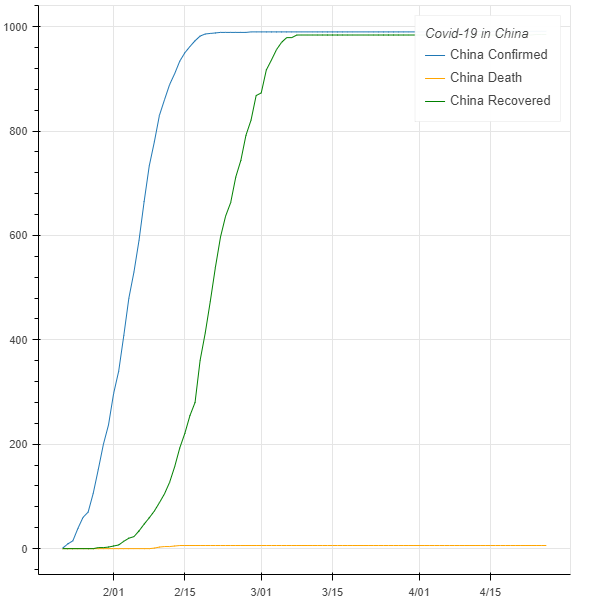 1000
800
600
400
200
0
Covid-19 in China
China Confirmed
China Death
China Recovered
2/01 2/15 3/01 3/15 4/01 4/15